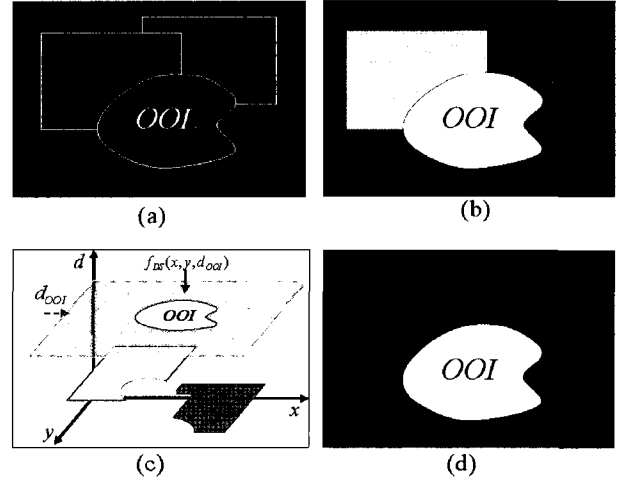 OOI
(a)
OOI
(b)
d
f_DS(x, y, d_OOI)
d_OOI
OOI
x
y
(c)
OOI
(d)